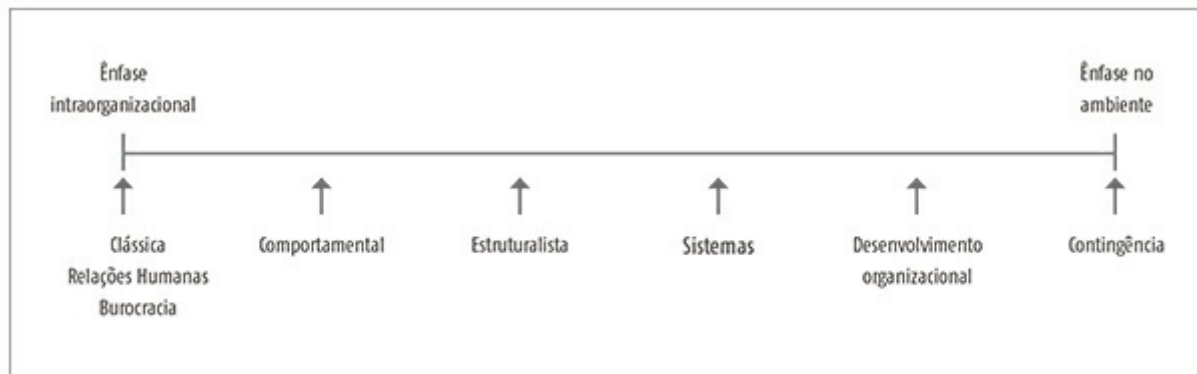 Ênfase
intraorganizacional
Ênfase no
ambiente
Clássica
Relações Humanas
Burocracia
Comportamental
Estruturalista
Sistemas
Desenvolvimento
organizacional
Contingência